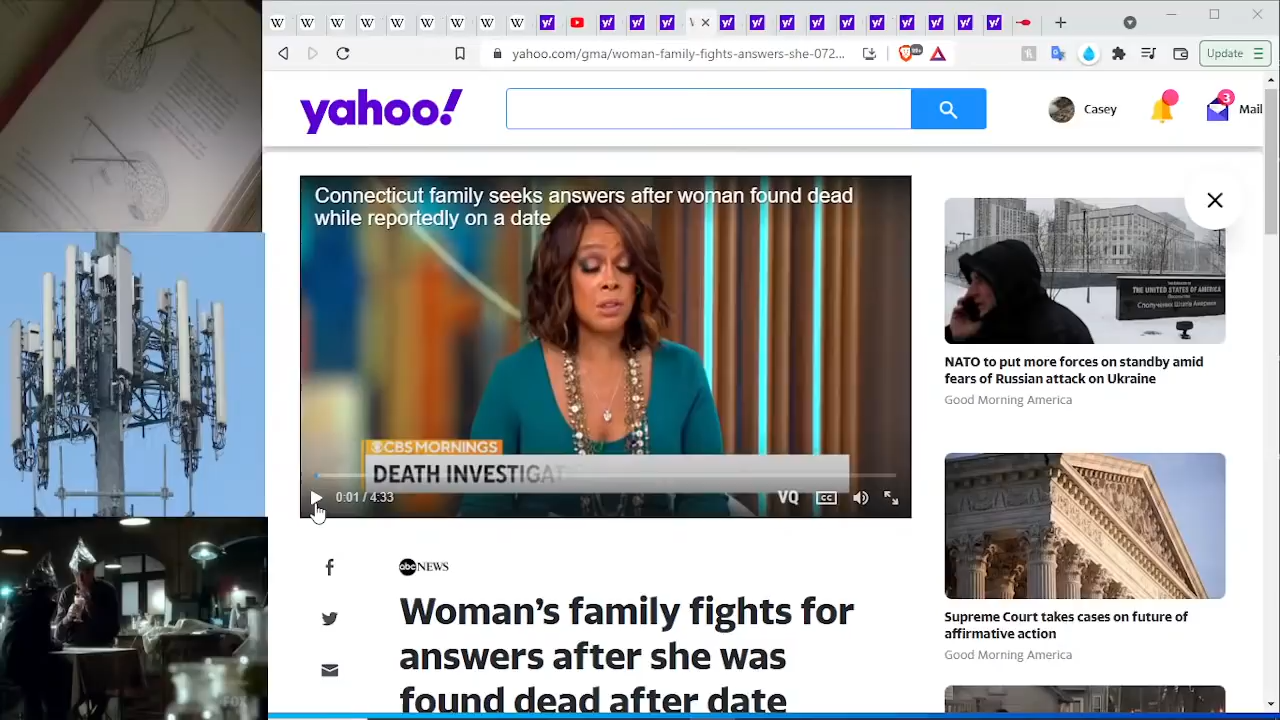 yahoo.com/gma/woman-family-fights-answers-she-072...
99+
Update
yahoo!
Casey
3
Mail
Connecticut family seeks answers after woman found dead
while reportedly on a date
CBS MORNINGS
DEATH INVESTIGAT
0:01 / 4:33
VQ
CC
THE UNITED STATES OF AMERICA
NATO to put more forces on standby amid
fears of Russian attack on Ukraine
Good Morning America
abc NEWS
Woman's family fights for
answers after she was
found dead after date
Supreme Court takes cases on future of
affirmative action
Good Morning America
FOX